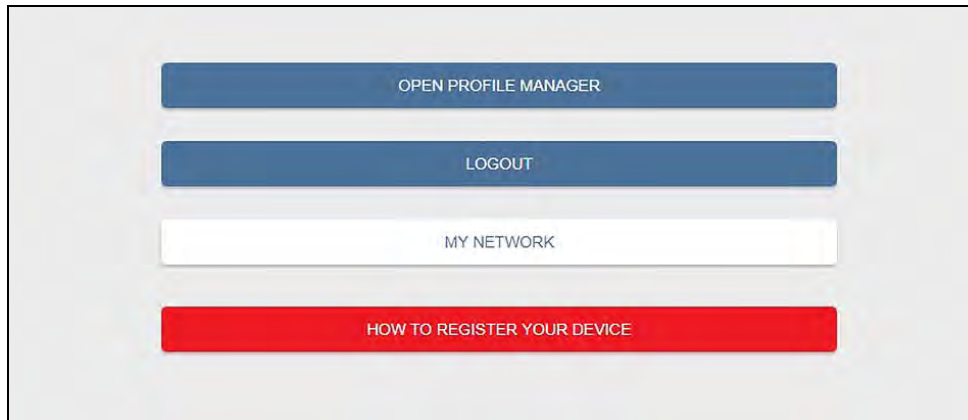 OPEN PROFILE MANAGER
LOGOUT
MY NETWORK
HOW TO REGISTER YOUR DEVICE